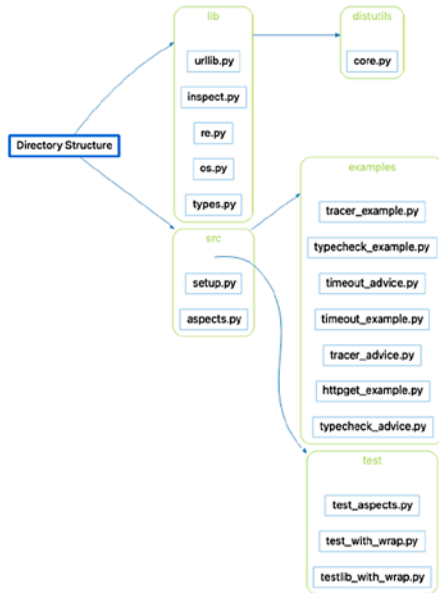 lib
urllib.py
inspect.py
re.py
os.py
types.py
distutils
core.py
Directory Structure
src
setup.py
aspects.py
examples
tracer_example.py
typecheck_example.py
timeout_advice.py
timeout_example.py
tracer_advice.py
httpget_example.py
typecheck_advice.py
test
test_aspects.py
test_with_wrap.py
testlib_with_wrap.py